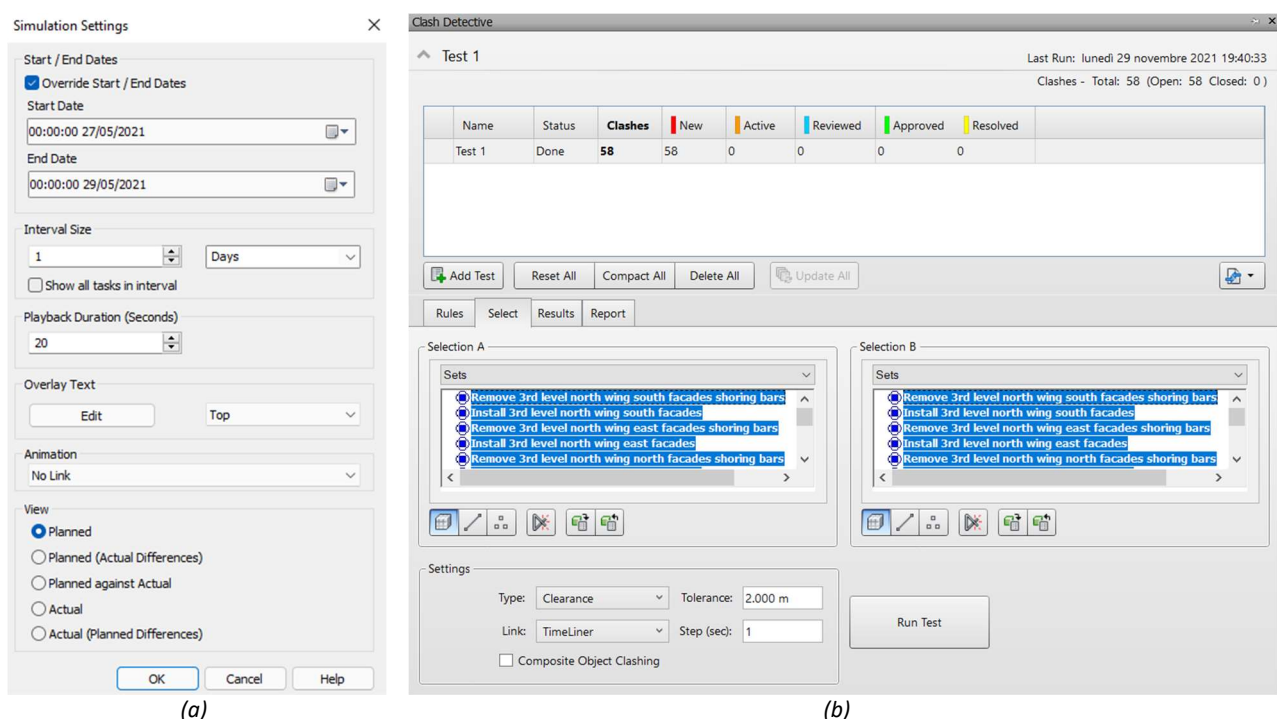 Simulation Settings
Start / End Dates
Override Start / End Dates
Start Date
00:00:00 27/05/2021
End Date
00:00:00 29/05/2021
Interval Size
1 Days
Show all tasks in interval
Playback Duration (Seconds)
20
Overlay Text
Edit Top
Animation
No Link
View
Planned
Planned (Actual Differences)
Planned against Actual
Actual
Actual (Planned Differences)
OK Cancel Help
(a)
Clash Detective
Test 1
Last Run: lunedì 29 novembre 2021 19:40:33
Clashes - Total: 58 (Open: 58 Closed: 0 )
Name Status Clashes New Active Reviewed Approved Resolved
Test 1 Done 58 58 0 0 0 0
Add Test Reset All Compact All Delete All Update All
Rules Select Results Report
Selection A
Sets
Remove 3rd level north wing south facades shoring bars
Install 3rd level north wing south facades
Remove 3rd level north wing east facades shoring bars
Install 3rd level north wing east facades
Remove 3rd level north wing north facades shoring bars
Selection B
Sets
Remove 3rd level north wing south facades shoring bars
Install 3rd level north wing south facades
Remove 3rd level north wing east facades shoring bars
Install 3rd level north wing east facades
Remove 3rd level north wing north facades shoring bars
Settings
Type: Clearance Tolerance: 2.000 m
Link: TimeLiner Step (sec): 1
Composite Object Clashing
Run Test
(b)